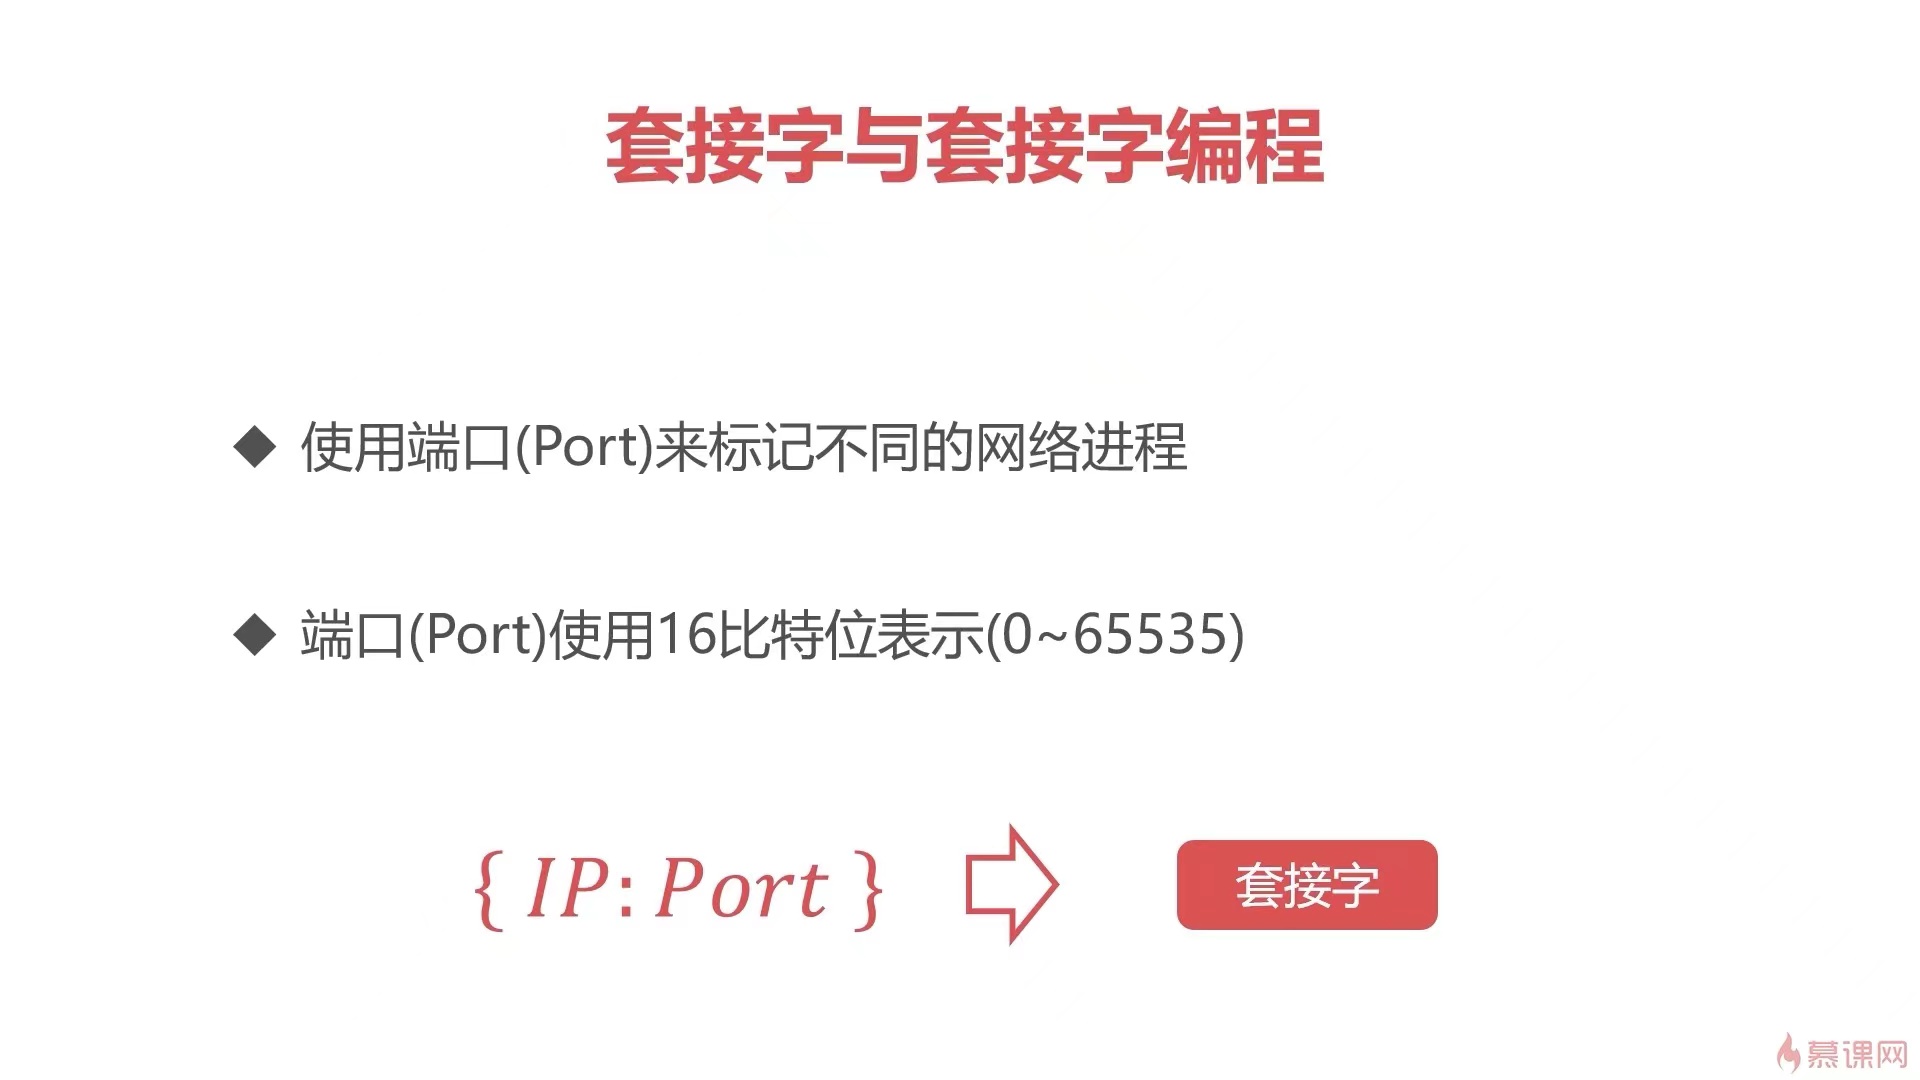 套接字与套接字编程
使用端口(Port)来标记不同的网络进程
端口(Port)使用16比特位表示(0~65535)
{ IP: Port }
套接字
慕课网